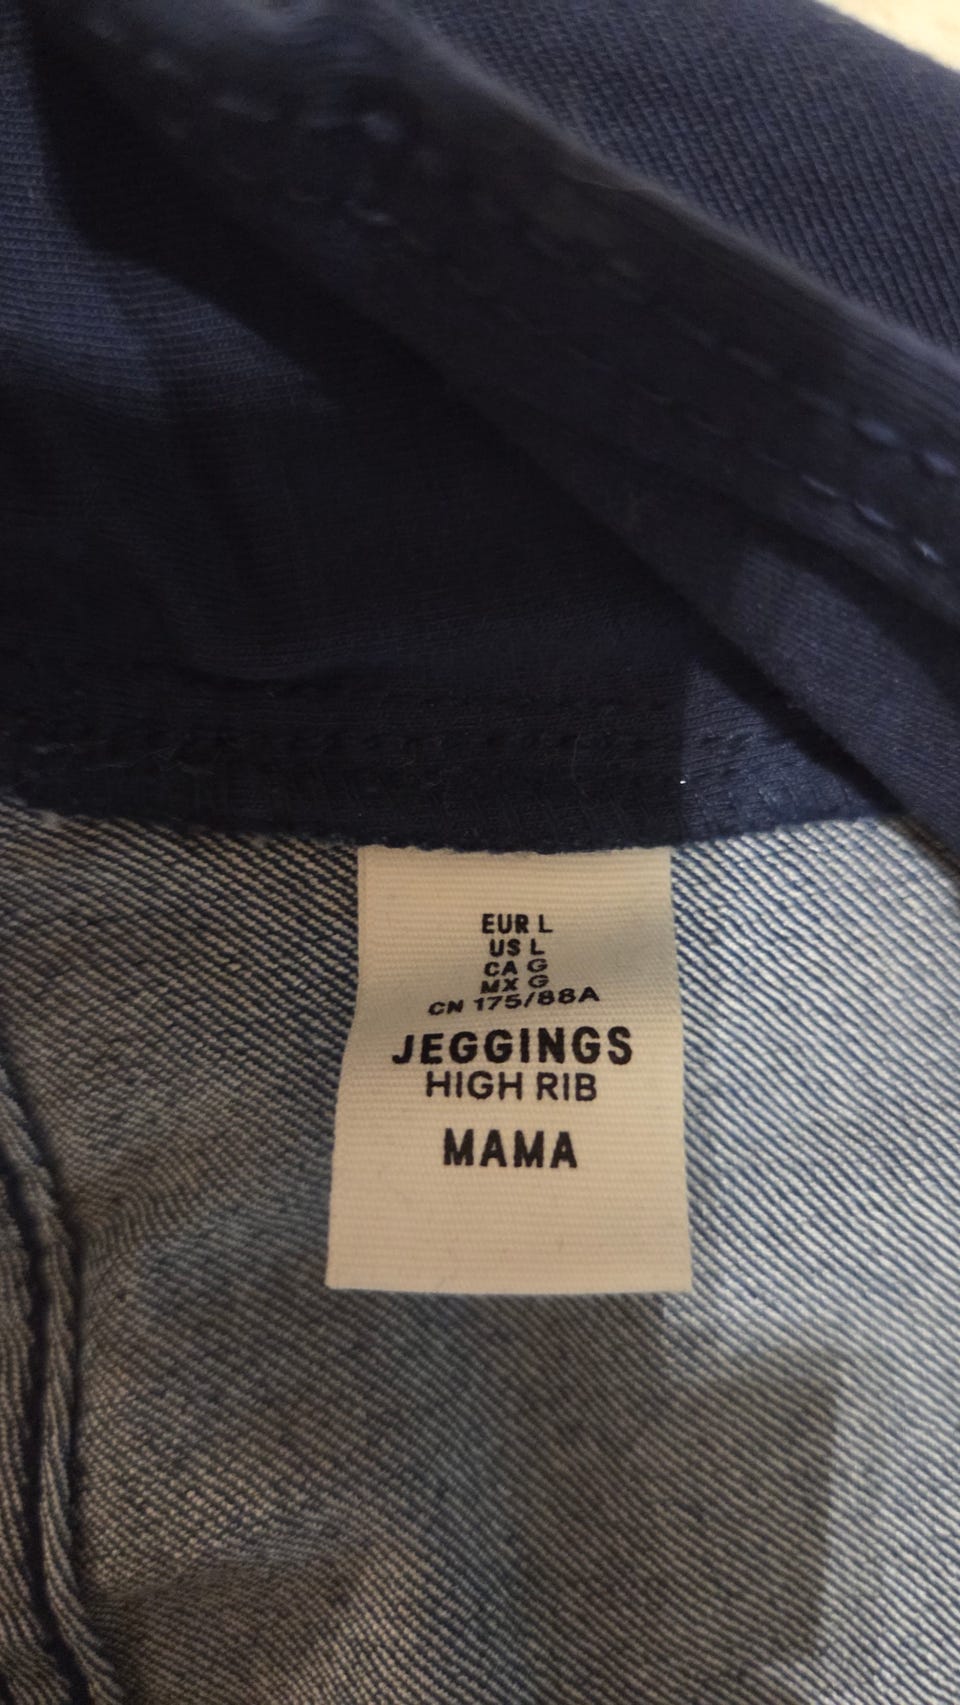 EUR L
US L
CA G
MX G
CN 175/88A
JEGGINGS
HIGH RIB
MAMA